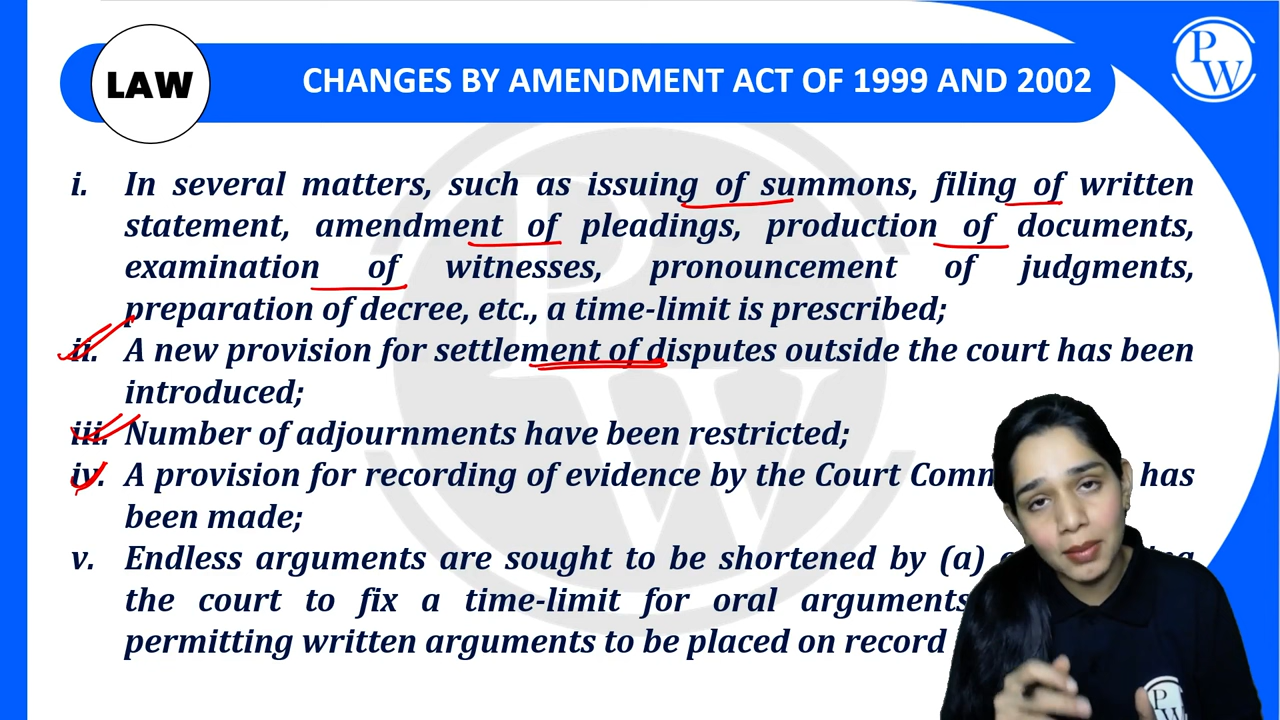 LAW
CHANGES BY AMENDMENT ACT OF 1999 AND 2002
PW
i. In several matters, such as issuing of summons, filing of written
statement, amendment of pleadings, production of documents,
examination of witnesses, pronouncement of judgments,
preparation of decree, etc., a time-limit is prescribed;
ii. A new provision for settlement of disputes outside the court has been
introduced;
iii. Number of adjournments have been restricted;
iv. A provision for recording of evidence by the Court has
been made;
v. Endless arguments are sought to be shortened by (a)
the court to fix a time-limit for oral arguments
permitting written arguments to be placed on record
PW
PW